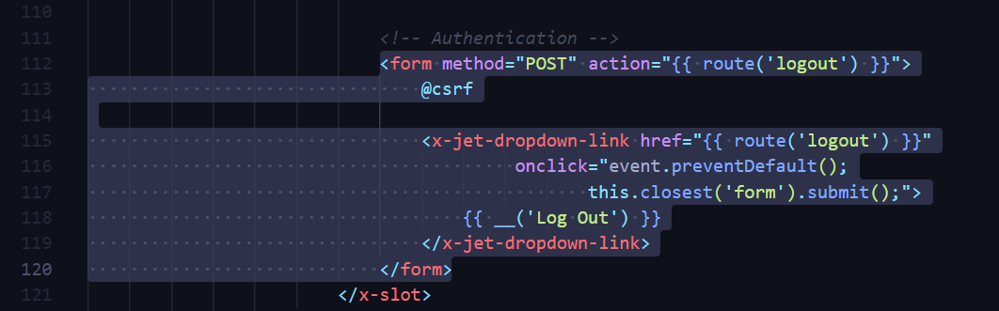 110
111 <!-- Authentication -->
112 <form method="POST" action="{{ route('logout') }}">
113 @csrf
114
115 <x-jet-dropdown-link href="{{ route('logout') }}"
116 onclick="event.preventDefault();
117 this.closest('form').submit();">
118 {{ __('Log Out') }}
119 </x-jet-dropdown-link>
120 </form>
121 </x-slot>